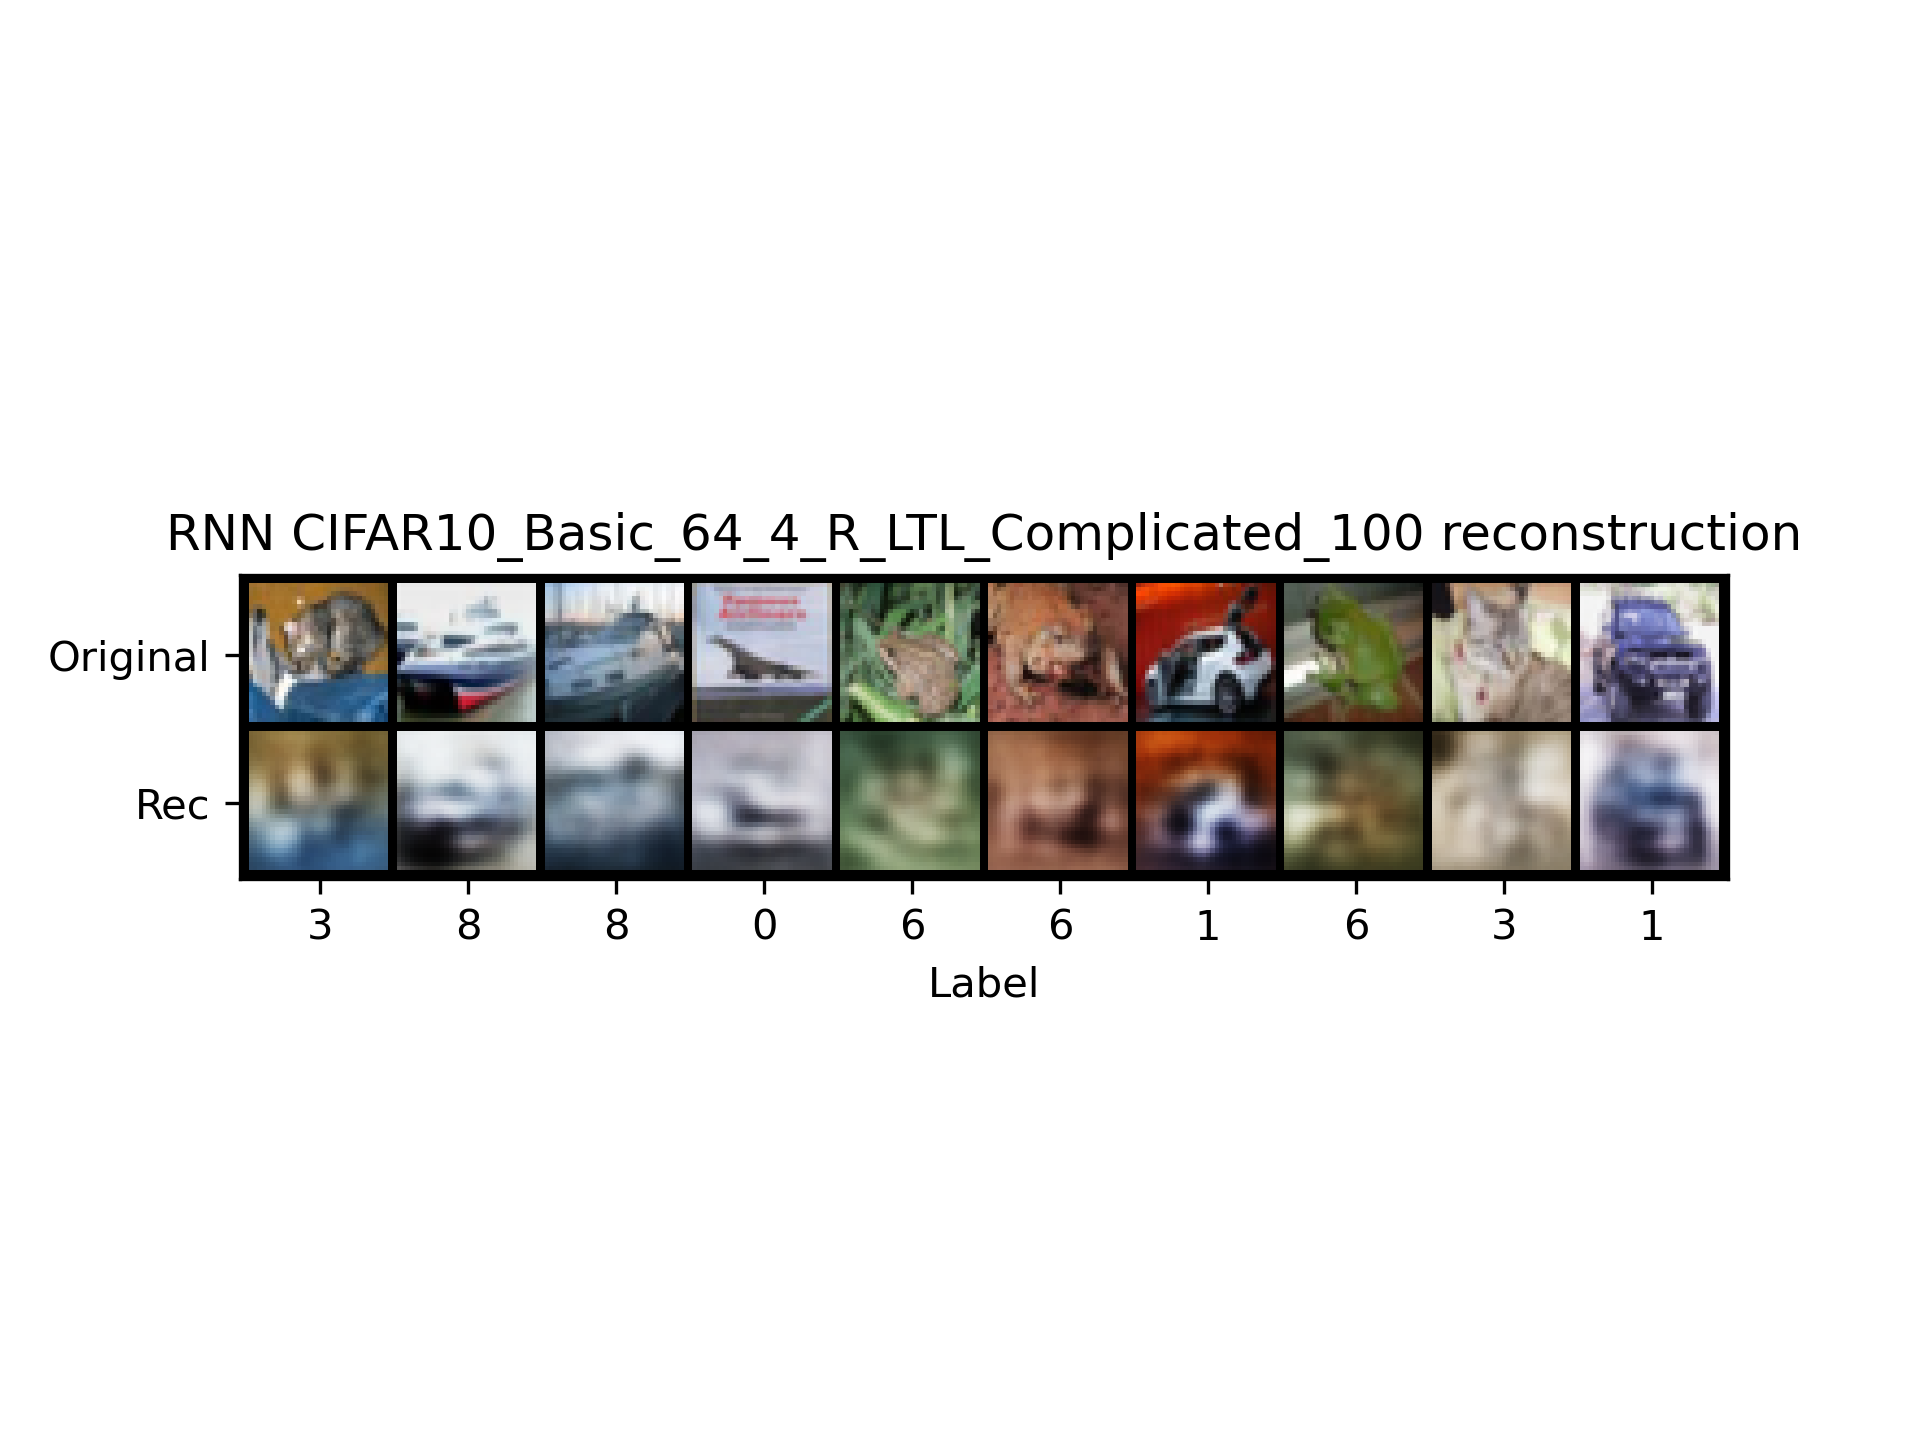 RNN CIFAR10_Basic_64_4_R_LTL_Complicated_100 reconstruction
Original
Rec
3 8 8 0 6 6 1 6 3 1
Label